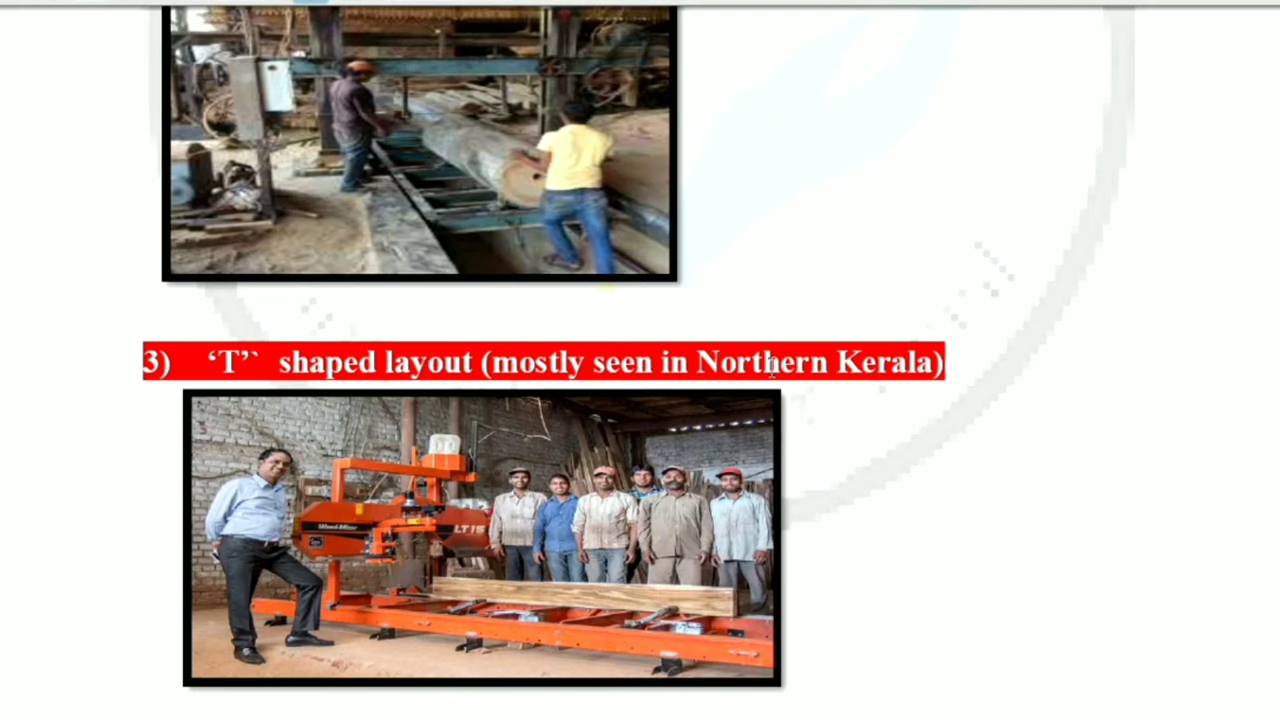 3) ‘T’` shaped layout (mostly seen in Northern Kerala)
Wood-Mizer
LT15